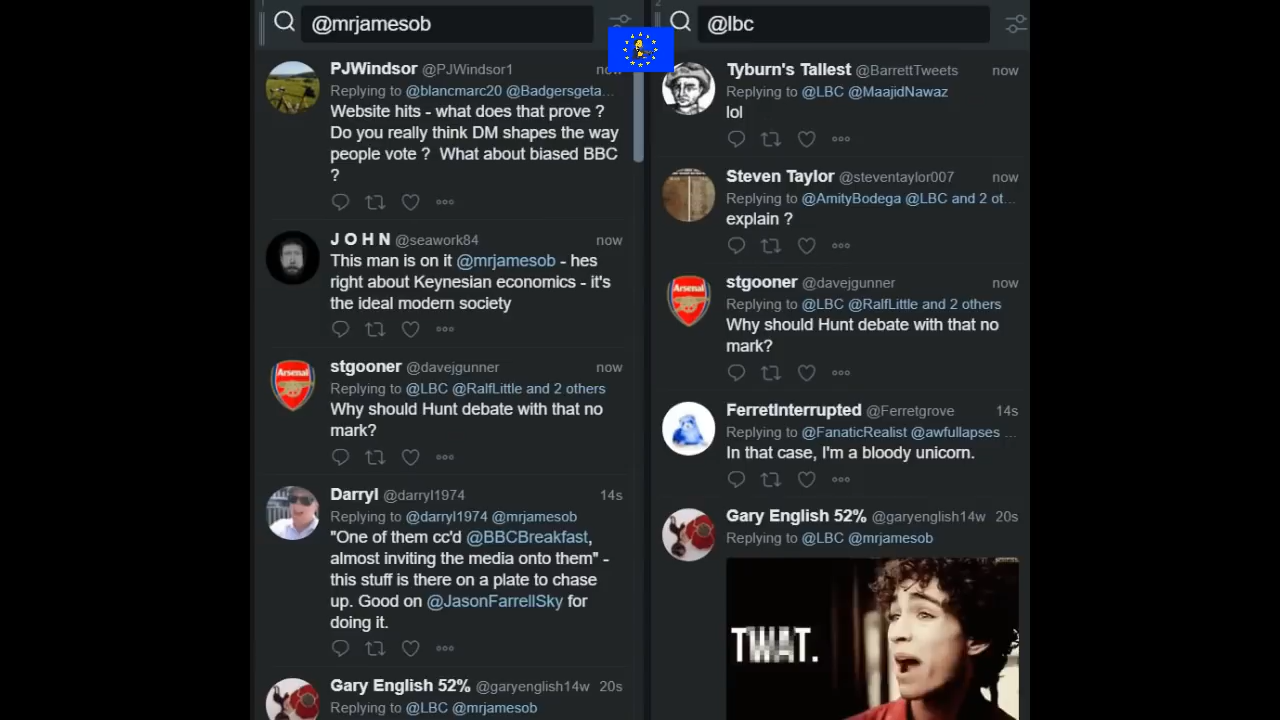 @mrjamesob
PJWindsor @PJWindsor1 now
Replying to @blancmarc20 @Badgersgeta...
Website hits - what does that prove ?
Do you really think DM shapes the way
people vote ? What about biased BBC
?
J O H N @seawork84 now
This man is on it @mrjamesob - hes
right about Keynesian economics - it's
the ideal modern society
stgooner @davejgunner now
Replying to @LBC @RalfLittle and 2 others
Why should Hunt debate with that no
mark?
Darryl @darryl1974 14s
Replying to @darryl1974 @mrjamesob
"One of them cc'd @BBCBreakfast,
almost inviting the media onto them" -
this stuff is there on a plate to chase
up. Good on @JasonFarrellSky for
doing it.
Gary English 52% @garyenglish14w 20s
Replying to @LBC @mrjamesob
2
@lbc
Tyburn's Tallest @BarrettTweets now
Replying to @LBC @MaajidNawaz
lol
Steven Taylor @steventaylor007 now
Replying to @AmityBodega @LBC and 2 ot...
explain ?
stgooner @davejgunner now
Replying to @LBC @RalfLittle and 2 others
Why should Hunt debate with that no
mark?
FerretInterrupted @Ferretgrove 14s
Replying to @FanaticRealist @awfullapses ...
In that case, I'm a bloody unicorn.
Gary English 52% @garyenglish14w 20s
Replying to @LBC @mrjamesob
TWAT.
Arsenal
Arsenal
Arsenal